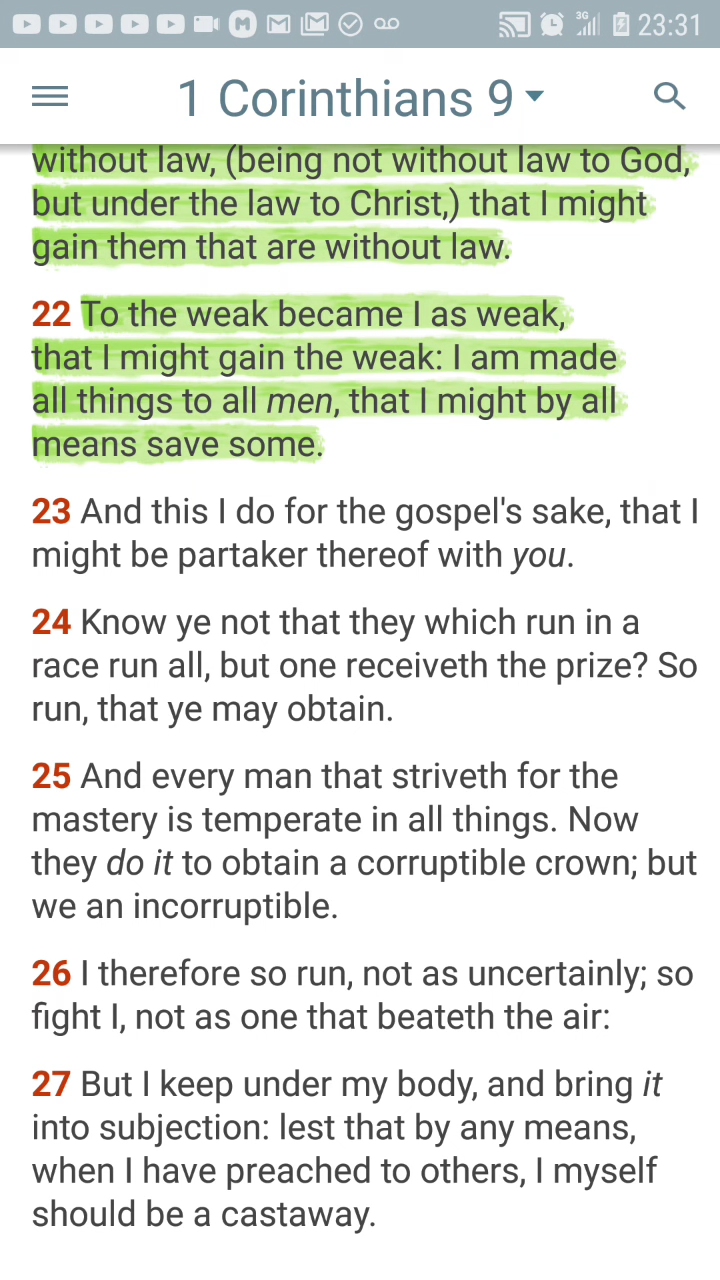 3G 23:31
1 Corinthians 9
without law, (being not without law to God,
but under the law to Christ,) that I might
gain them that are without law.
22 To the weak became I as weak,
that I might gain the weak: I am made
all things to all men, that I might by all
means save some.
23 And this I do for the gospel's sake, that I
might be partaker thereof with you.
24 Know ye not that they which run in a
race run all, but one receiveth the prize? So
run, that ye may obtain.
25 And every man that striveth for the
mastery is temperate in all things. Now
they do it to obtain a corruptible crown; but
we an incorruptible.
26 I therefore so run, not as uncertainly; so
fight I, not as one that beateth the air:
27 But I keep under my body, and bring it
into subjection: lest that by any means,
when I have preached to others, I myself
should be a castaway.